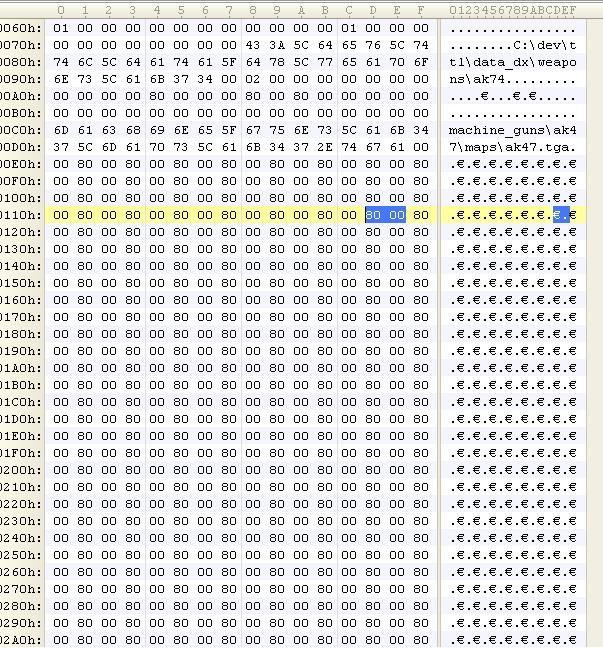 0 1 2 3 4 5 6 7 8 9 A B C D E F 0123456789ABCDEF
0060h: 01 00 00 00 00 00 00 00 00 00 00 00 01 00 00 00 ................
0070h: 00 00 00 00 00 00 00 00 43 3A 5C 64 65 76 5C 74 ........C:\dev\t
0080h: 74 6C 5C 64 61 74 61 5F 64 78 5C 77 65 61 70 6F tl\data_dx\weapo
0090h: 6E 73 5C 61 6B 37 34 00 02 00 00 00 00 00 00 00 ns\ak74.........
00A0h: 00 00 00 00 80 00 00 00 80 00 80 00 00 00 00 00 ....€...€.€.....
00B0h: 00 00 00 00 00 00 00 00 00 00 00 00 00 00 00 00 ................
00C0h: 6D 61 63 68 69 6E 65 5F 67 75 6E 73 5C 61 6B 34 machine_guns\ak4
00D0h: 37 5C 6D 61 70 73 5C 61 6B 34 37 2E 74 67 61 00 7\maps\ak47.tga.
00E0h: 00 80 00 80 00 80 00 80 00 80 00 80 00 80 00 80 .€.€.€.€.€.€.€.€
00F0h: 00 80 00 80 00 80 00 80 00 80 00 80 00 80 00 80 .€.€.€.€.€.€.€.€
0100h: 00 80 00 80 00 80 00 80 00 80 00 80 00 80 00 80 .€.€.€.€.€.€.€.€
0110h: 00 80 00 80 00 80 00 80 00 80 00 80 00 80 00 80 .€.€.€.€.€.€.€.€
0120h: 00 80 00 80 00 80 00 80 00 80 00 80 00 80 00 80 .€.€.€.€.€.€.€.€
0130h: 00 80 00 80 00 80 00 80 00 80 00 80 00 80 00 80 .€.€.€.€.€.€.€.€
0140h: 00 80 00 80 00 80 00 80 00 80 00 80 00 80 00 80 .€.€.€.€.€.€.€.€
0150h: 00 80 00 80 00 80 00 80 00 80 00 80 00 80 00 80 .€.€.€.€.€.€.€.€
0160h: 00 80 00 80 00 80 00 80 00 80 00 80 00 80 00 80 .€.€.€.€.€.€.€.€
0170h: 00 80 00 80 00 80 00 80 00 80 00 80 00 80 00 80 .€.€.€.€.€.€.€.€
0180h: 00 80 00 80 00 80 00 80 00 80 00 80 00 80 00 80 .€.€.€.€.€.€.€.€
0190h: 00 80 00 80 00 80 00 80 00 80 00 80 00 80 00 80 .€.€.€.€.€.€.€.€
01A0h: 00 80 00 80 00 80 00 80 00 80 00 80 00 80 00 80 .€.€.€.€.€.€.€.€
01B0h: 00 80 00 80 00 80 00 80 00 80 00 80 00 80 00 80 .€.€.€.€.€.€.€.€
01C0h: 00 80 00 80 00 80 00 80 00 80 00 80 00 80 00 80 .€.€.€.€.€.€.€.€
01D0h: 00 80 00 80 00 80 00 80 00 80 00 80 00 80 00 80 .€.€.€.€.€.€.€.€
01E0h: 00 80 00 80 00 80 00 80 00 80 00 80 00 80 00 80 .€.€.€.€.€.€.€.€
01F0h: 00 80 00 80 00 80 00 80 00 80 00 80 00 80 00 80 .€.€.€.€.€.€.€.€
0200h: 00 80 00 80 00 80 00 80 00 80 00 80 00 80 00 80 .€.€.€.€.€.€.€.€
0210h: 00 80 00 80 00 80 00 80 00 80 00 80 00 80 00 80 .€.€.€.€.€.€.€.€
0220h: 00 80 00 80 00 80 00 80 00 80 00 80 00 80 00 80 .€.€.€.€.€.€.€.€
0230h: 00 80 00 80 00 80 00 80 00 80 00 80 00 80 00 80 .€.€.€.€.€.€.€.€
0240h: 00 80 00 80 00 80 00 80 00 80 00 80 00 80 00 80 .€.€.€.€.€.€.€.€
0250h: 00 80 00 80 00 80 00 80 00 80 00 80 00 80 00 80 .€.€.€.€.€.€.€.€
0260h: 00 80 00 80 00 80 00 80 00 80 00 80 00 80 00 80 .€.€.€.€.€.€.€.€
0270h: 00 80 00 80 00 80 00 80 00 80 00 80 00 80 00 80 .€.€.€.€.€.€.€.€
0280h: 00 80 00 80 00 80 00 80 00 80 00 80 00 80 00 80 .€.€.€.€.€.€.€.€
0290h: 00 80 00 80 00 80 00 80 00 80 00 80 00 80 00 80 .€.€.€.€.€.€.€.€
02A0h: 00 80 00 80 00 80 00 80 00 80 00 80 00 80 00 80 .€.€.€.€.€.€.€.€